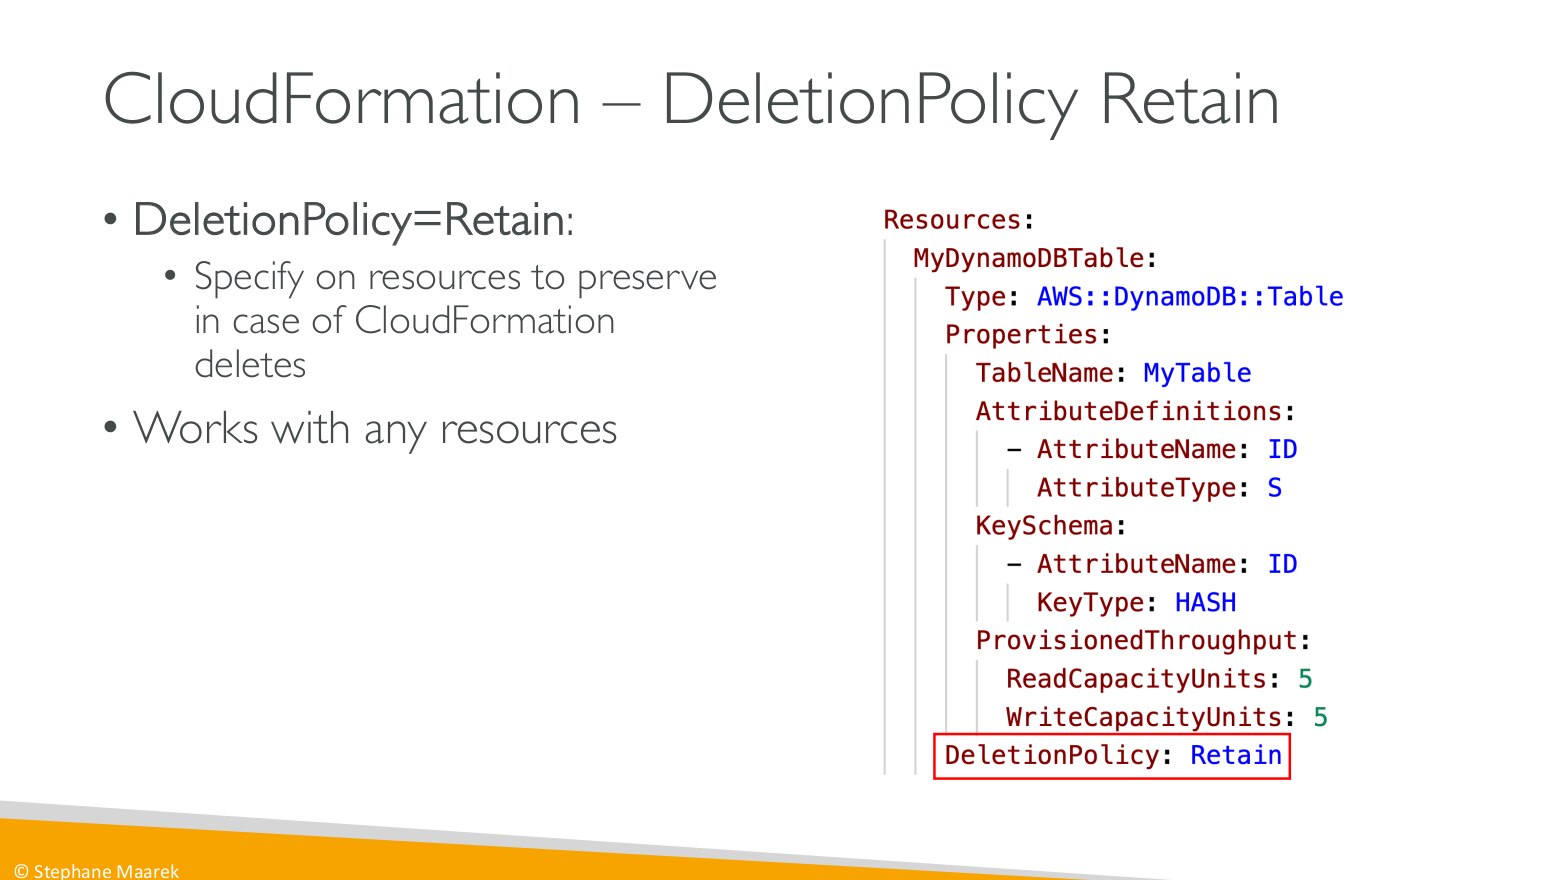 CloudFormation – DeletionPolicy Retain
• DeletionPolicy=Retain:
• Specify on resources to preserve
in case of CloudFormation
deletes
• Works with any resources
Resources:
MyDynamoDBTable:
Type: AWS::DynamoDB::Table
Properties:
TableName: MyTable
AttributeDefinitions:
- AttributeName: ID
AttributeType: S
KeySchema:
- AttributeName: ID
KeyType: HASH
ProvisionedThroughput:
ReadCapacityUnits: 5
WriteCapacityUnits: 5
DeletionPolicy: Retain
© Stephane Maarek